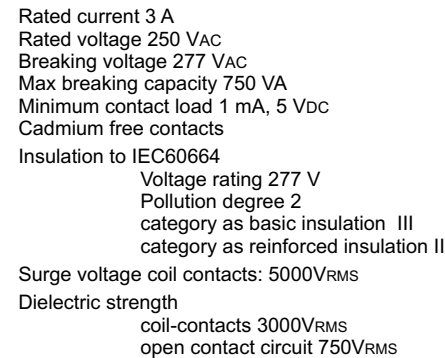 Rated current 3 A
Rated voltage 250 VAC
Breaking voltage 277 VAC
Max breaking capacity 750 VA
Minimum contact load 1 mA, 5 VDC
Cadmium free contacts
Insulation to IEC60664
Voltage rating 277 V
Pollution degree 2
category as basic insulation III
category as reinforced insulation II
Surge voltage coil contacts: 5000VRMS
Dielectric strength
coil-contacts 3000VRMS
open contact circuit 750VRMS